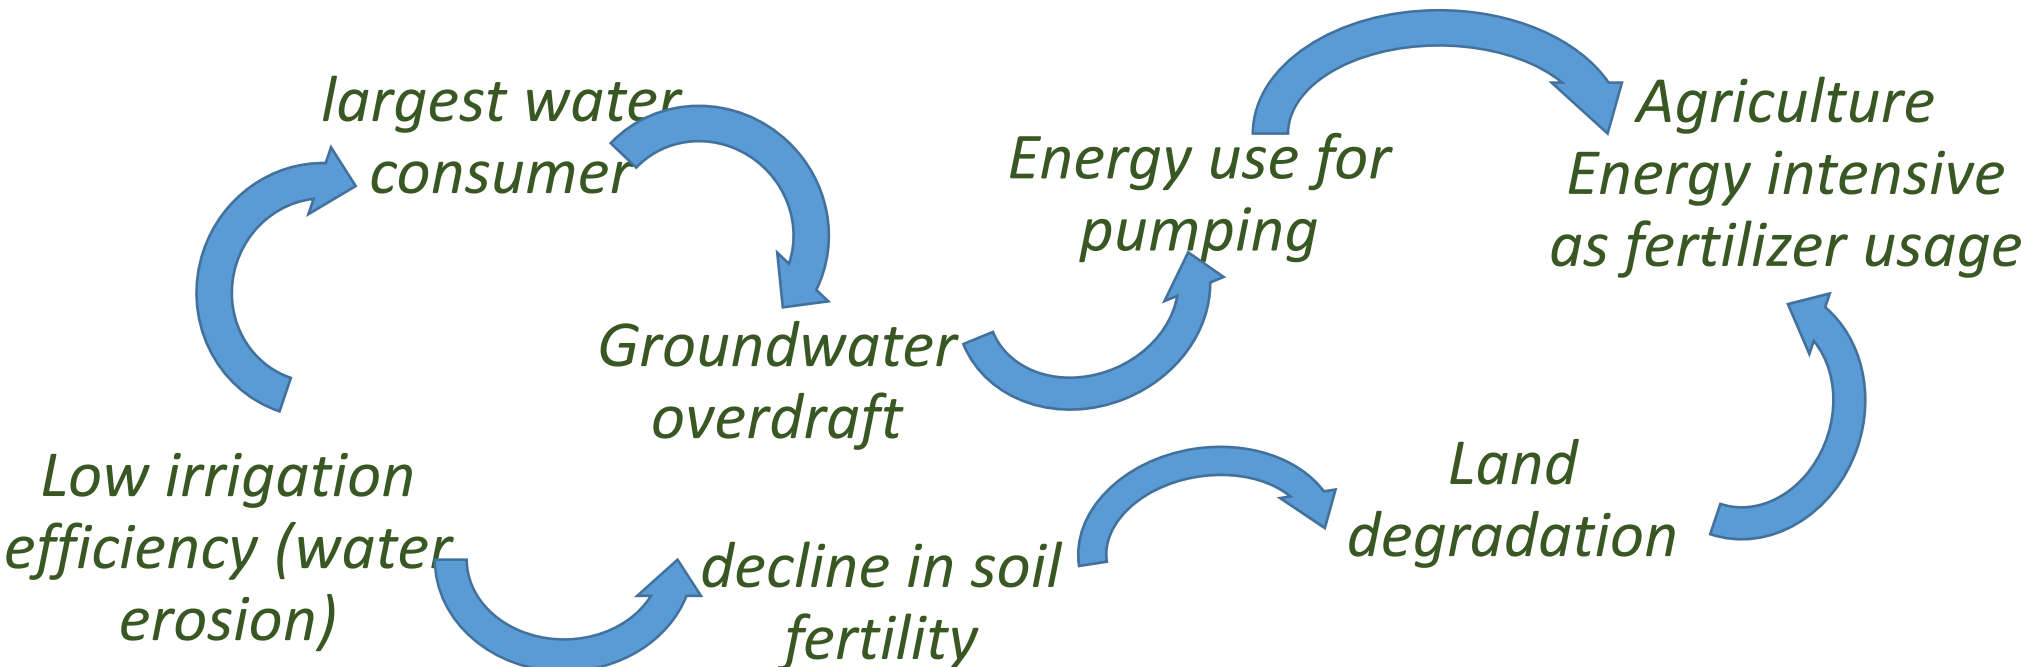 largest water
consumer
Energy use for
pumping
Agriculture
Energy intensive
as fertilizer usage
Groundwater
overdraft
Low irrigation
efficiency (water
erosion)
decline in soil
fertility
Land
degradation